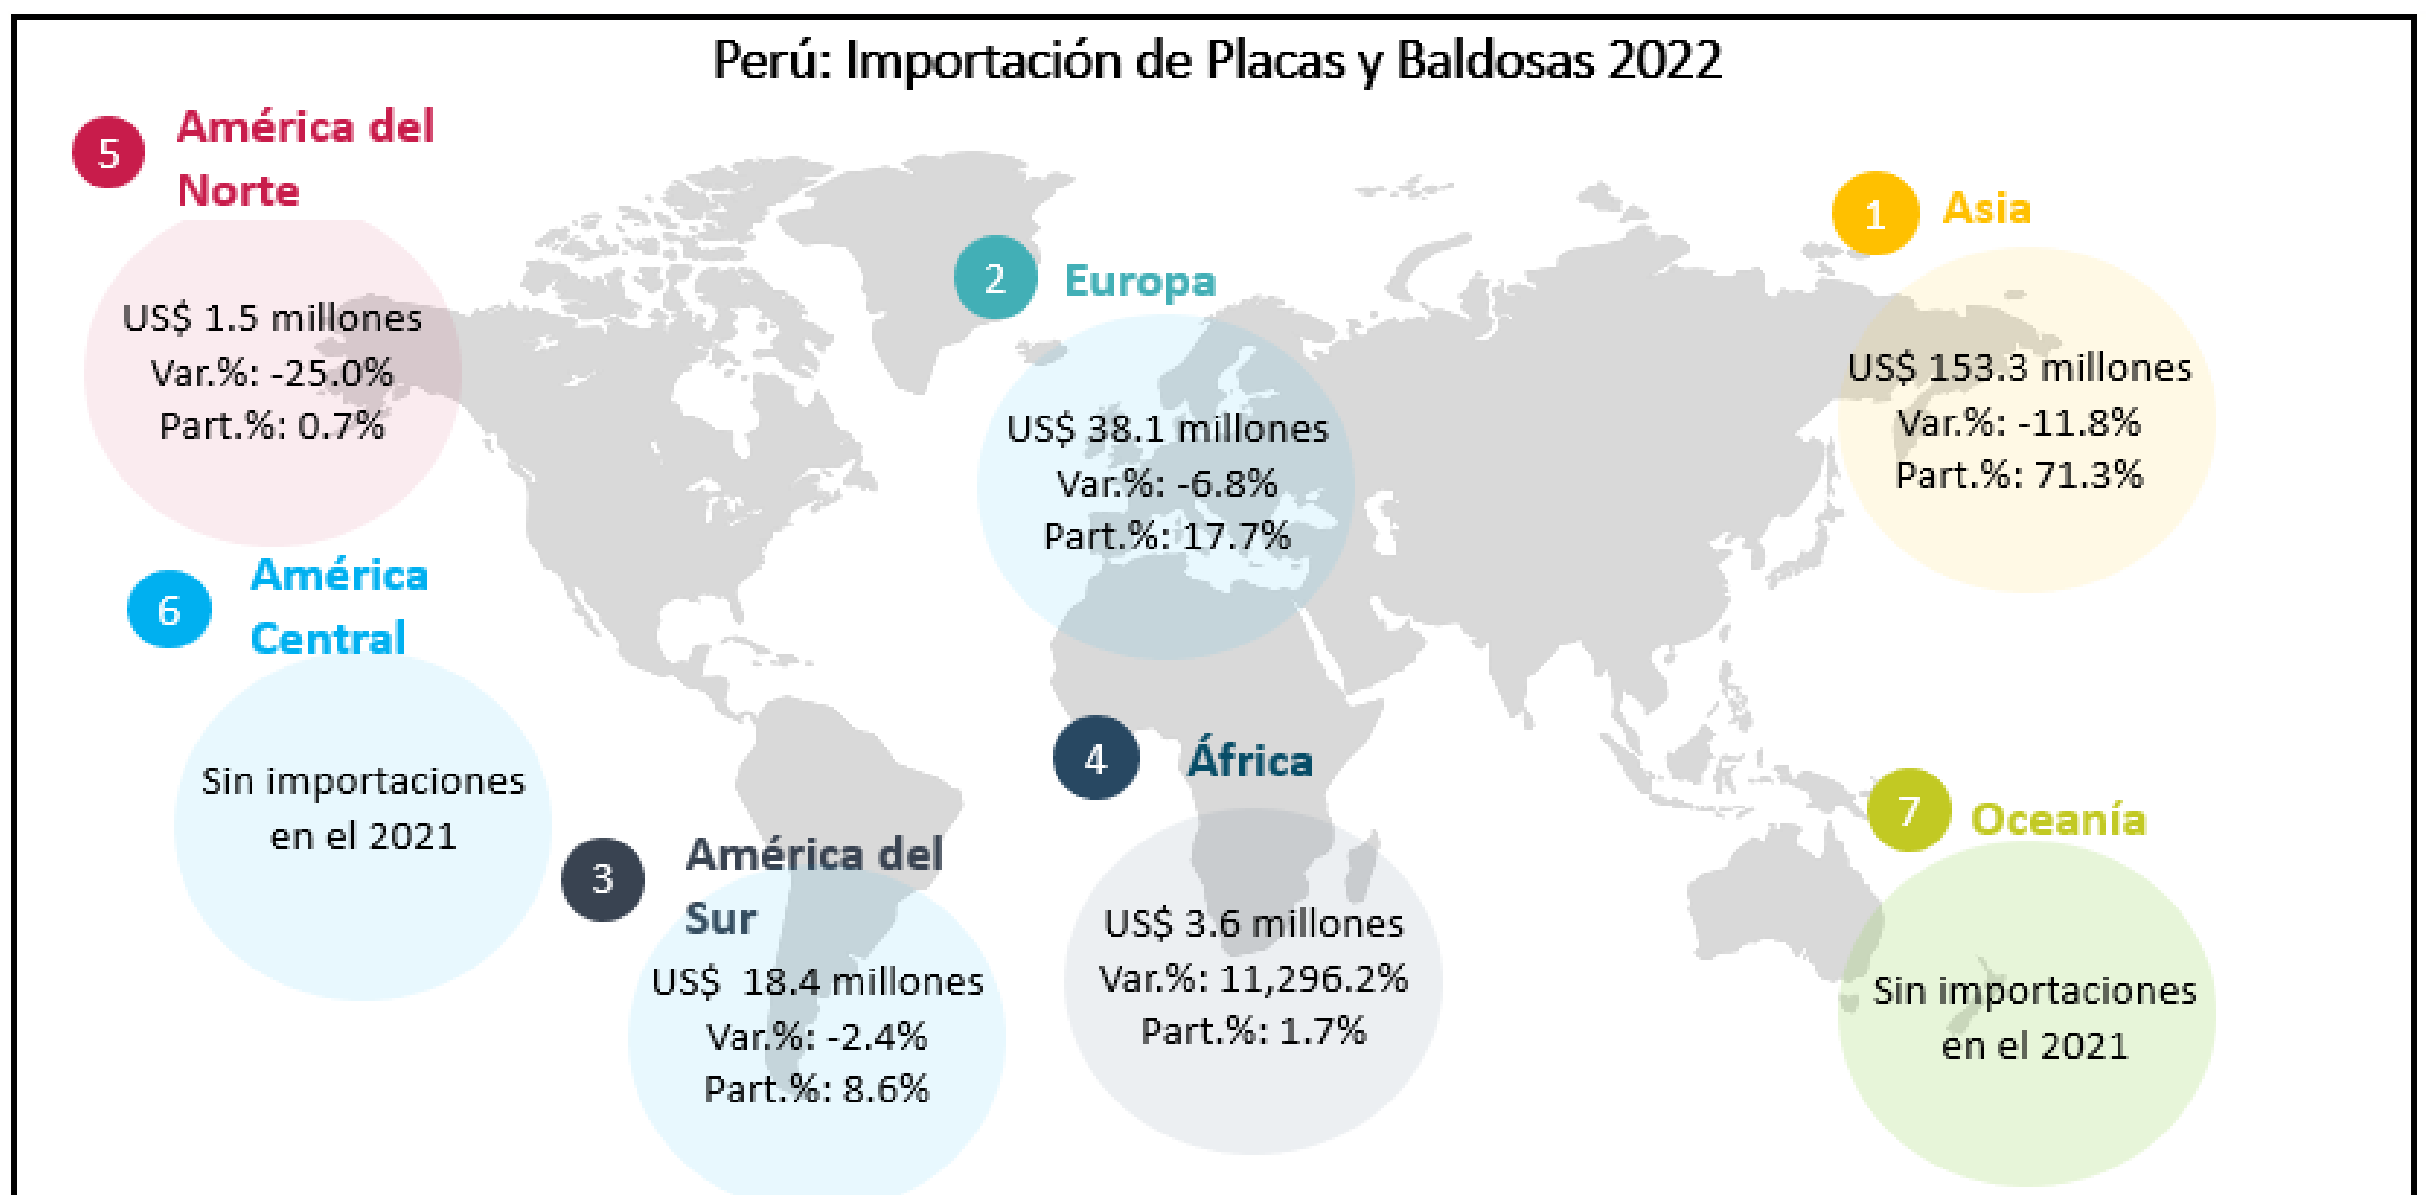 Perú: Importación de Placas y Baldosas 2022
5
América del
Norte
US$ 1.5 millones
Var.%: -25.0%
Part.%: 0.7%
6
América
Central
Sin importaciones
en el 2021
2
Europa
US$ 38.1 millones
Var.%: -6.8%
Part.%: 17.7%
1
Asia
US$ 153.3 millones
Var.%: -11.8%
Part.%: 71.3%
3
América del
Sur
US$ 18.4 millones
Var.%: -2.4%
Part.%: 8.6%
4
África
US$ 3.6 millones
Var.%: 11,296.2%
Part.%: 1.7%
7
Oceanía
Sin importaciones
en el 2021